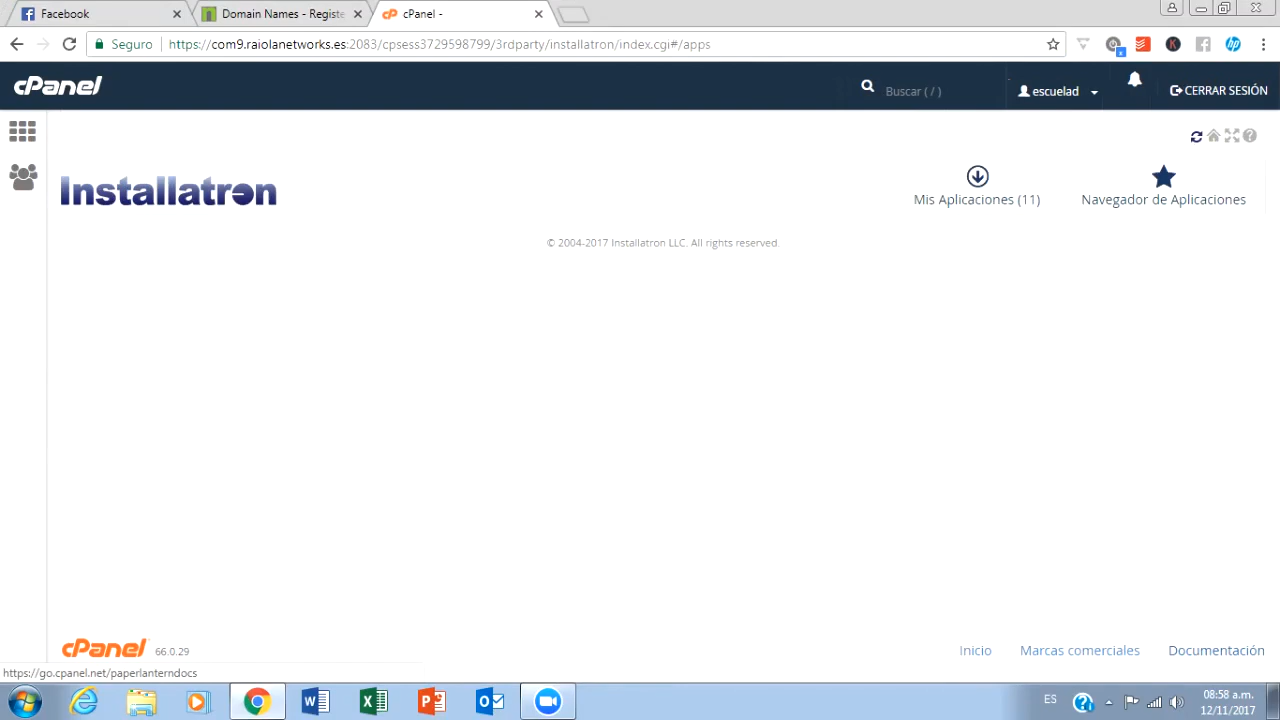 Facebook
Domain Names - Registe
cPanel -
Seguro
https://com9.raiolanetworks.es:2083/cpsess3729598799/3rdparty/installatron/index.cgi#/apps
cPanel
Buscar ( / )
escuelad
CERRAR SESIÓN
Installatron
Mis Aplicaciones (11)
Navegador de Aplicaciones
© 2004-2017 Installatron LLC. All rights reserved.
cPanel
66.0.29
Inicio
Marcas comerciales
Documentación
https://go.cpanel.net/paperlanterndocs
ES
08:58 a.m.
12/11/2017